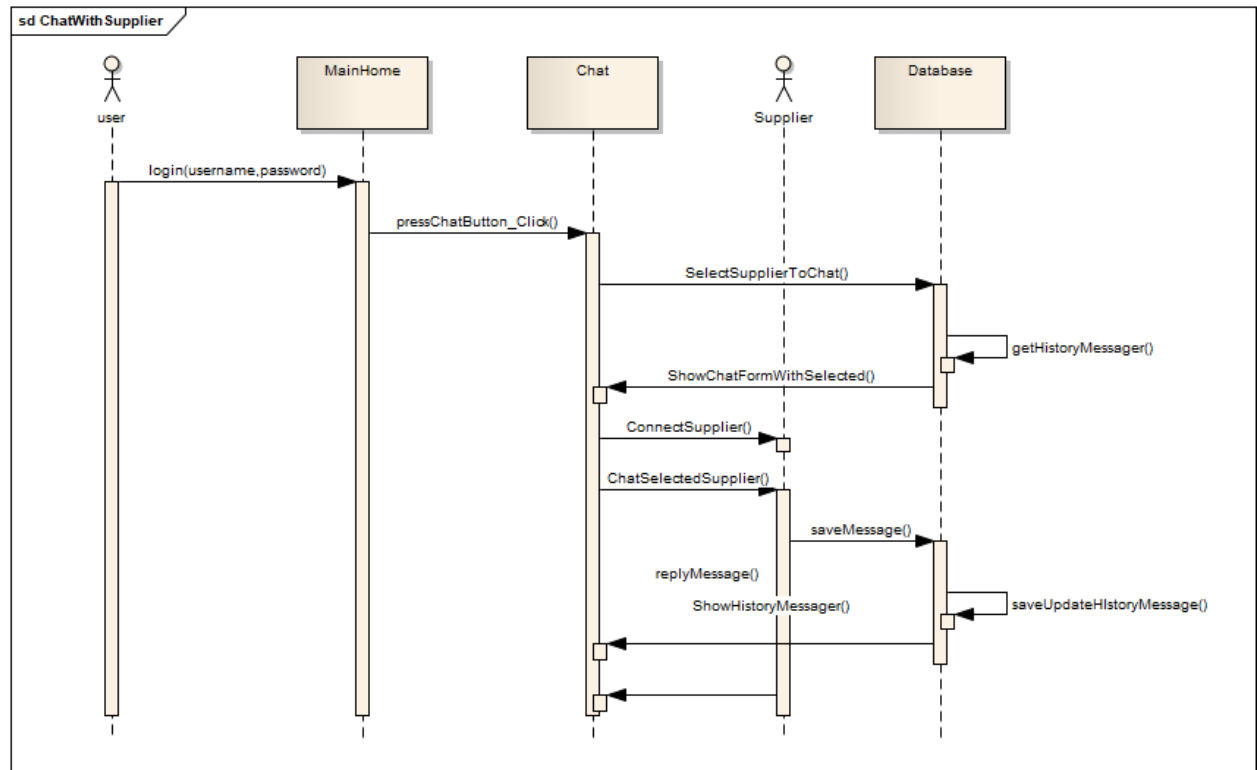 sd ChatWithSupplier
user
MainHome
Chat
Supplier
Database
login(username,password)
pressChatButton_Click()
SelectSupplierToChat()
getHistoryMessager()
ShowChatFormWithSelected()
ConnectSupplier()
ChatSelectedSupplier()
saveMessage()
replyMessage()
ShowHistoryMessager()
saveUpdateHIstoryMessage()